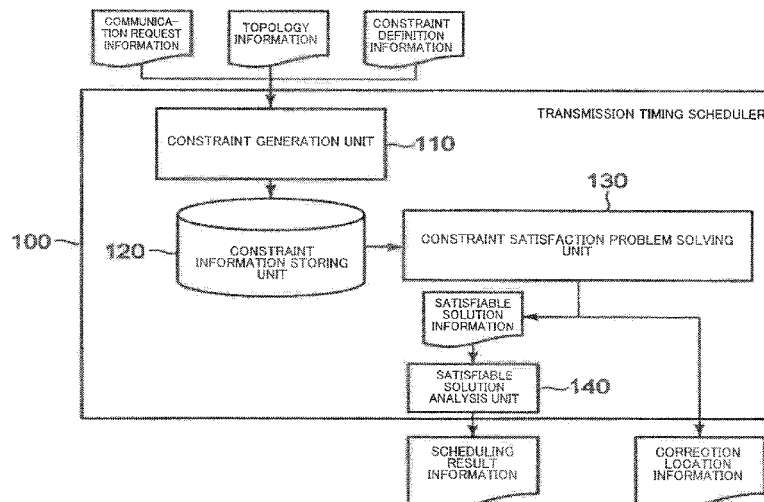 COMMUNICA-
TION REQUEST
INFORMATION
TOPOLOGY
INFORMATION
CONSTRAINT
DEFINITION
INFORMATION
TRANSMISSION TIMING SCHEDULER
CONSTRAINT GENERATION UNIT
110
130
100
120
CONSTRAINT
INFORMATION STORING
UNIT
CONSTRAINT SATISFACTION PROBLEM SOLVING
UNIT
SATISFIABLE
SOLUTION
INFORMATION
SATISFIABLE
SOLUTION
ANALYSIS UNIT
140
SCHEDULING
RESULT
INFORMATION
CORRECTION
LOCATION
INFORMATION